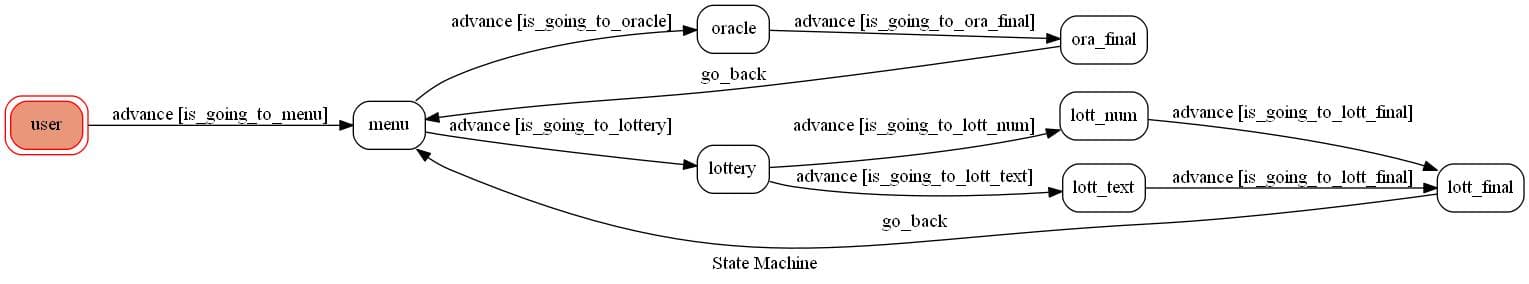 advance [is_going_to_oracle]
oracle
advance [is_going_to_ora_final]
ora_final
go_back
user
advance [is_going_to_menu]
menu
advance [is_going_to_lottery]
lottery
advance [is_going_to_lott_num]
lott_num
advance [is_going_to_lott_final]
advance [is_going_to_lott_text]
lott_text
advance [is_going_to_lott_final]
lott_final
go_back
State Machine